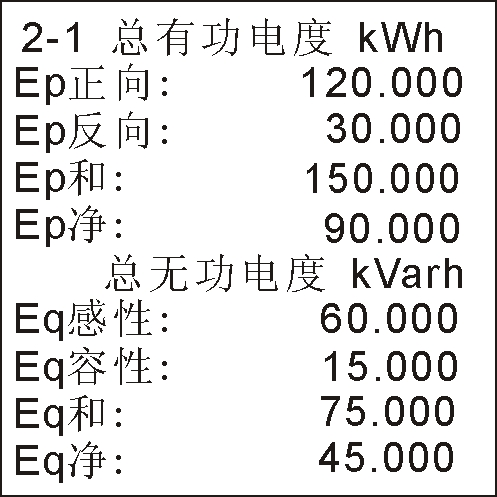 2-1 总有功电度 kWh
Ep正向: 120.000
Ep反向: 30.000
Ep和: 150.000
Ep净: 90.000
总无功电度 kVarh
Eq感性: 60.000
Eq容性: 15.000
Eq和: 75.000
Eq净: 45.000